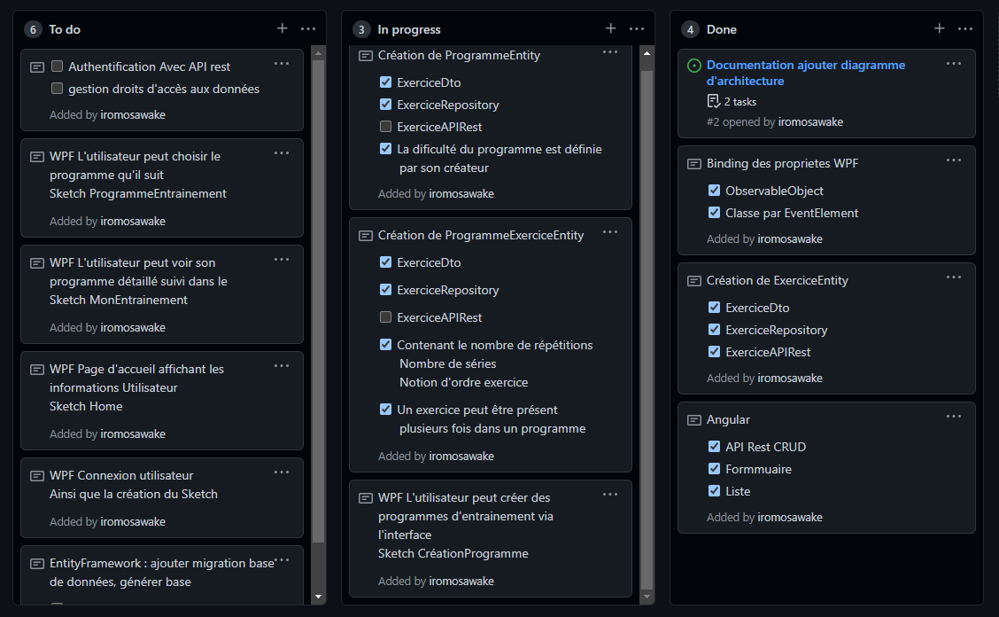 6 To do
Authentification Avec API rest
gestion droits d'accès aux données
Added by iromosawake
WPF L'utilisateur peut choisir le
programme qu'il suit
Sketch ProgrammeEntrainement
Added by iromosawake
WPF L'utilisateur peut voir son
programme détaillé suivi dans le
Sketch MonEntrainement
Added by iromosawake
WPF Page d'accueil affichant les
informations Utilisateur
Sketch Home
Added by iromosawake
WPF Connexion utilisateur
Ainsi que la création du Sketch
Added by iromosawake
EntityFramework : ajouter migration base
de données, générer base
3 In progress
Création de ProgrammeEntity
ExerciceDto
ExerciceRepository
ExerciceAPIRest
La dificulté du programme est définie
par son créateur
Added by iromosawake
Création de ProgrammeExerciceEntity
ExerciceDto
ExerciceRepository
ExerciceAPIRest
Contenant le nombre de répétitions
Nombre de séries
Notion d'ordre exercice
Un exercice peut être présent
plusieurs fois dans un programme
Added by iromosawake
WPF L'utilisateur peut créer des
programmes d'entrainement via
l'interface
Sketch CréationProgramme
Added by iromosawake
4 Done
Documentation ajouter diagramme
d'architecture
2 tasks
#2 opened by iromosawake
Binding des proprietes WPF
ObservableObject
Classe par EventElement
Added by iromosawake
Création de ExerciceEntity
ExerciceDto
ExerciceRepository
ExerciceAPIRest
Added by iromosawake
Angular
API Rest CRUD
Formmuaire
Liste
Added by iromosawake